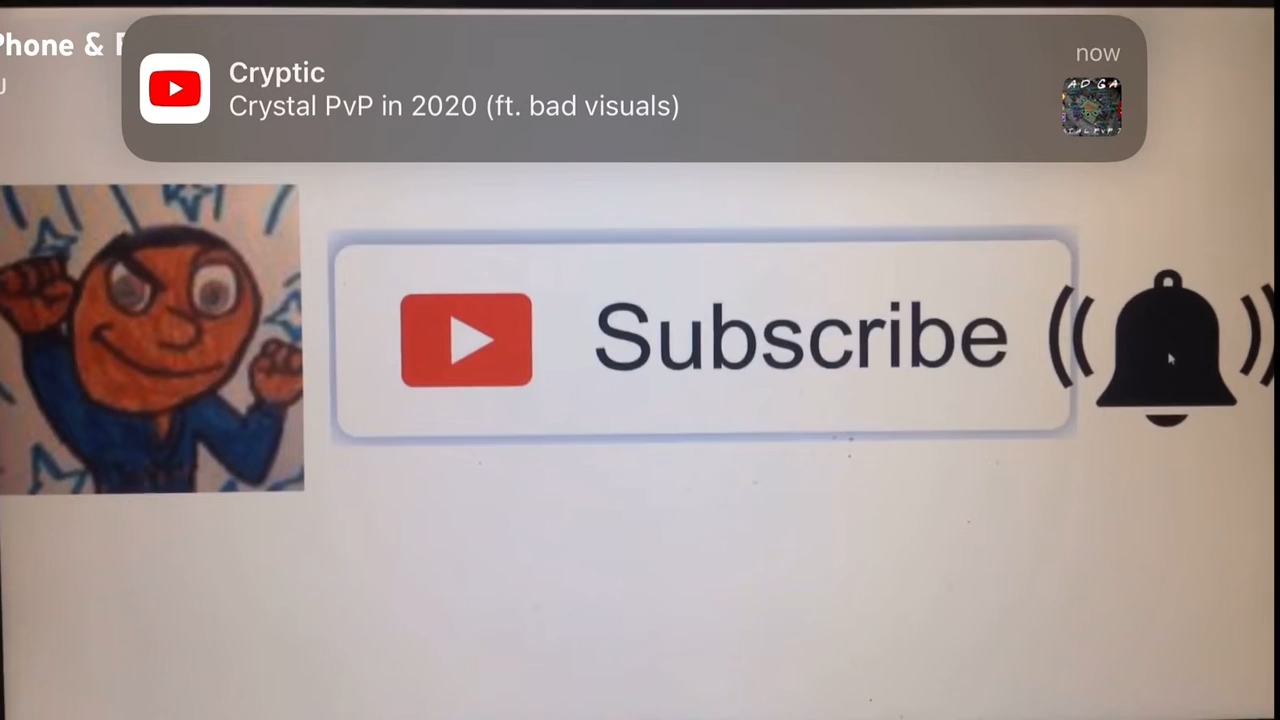 Phone &
Cryptic
now
Crystal PvP in 2020 (ft. bad visuals)
Subscribe